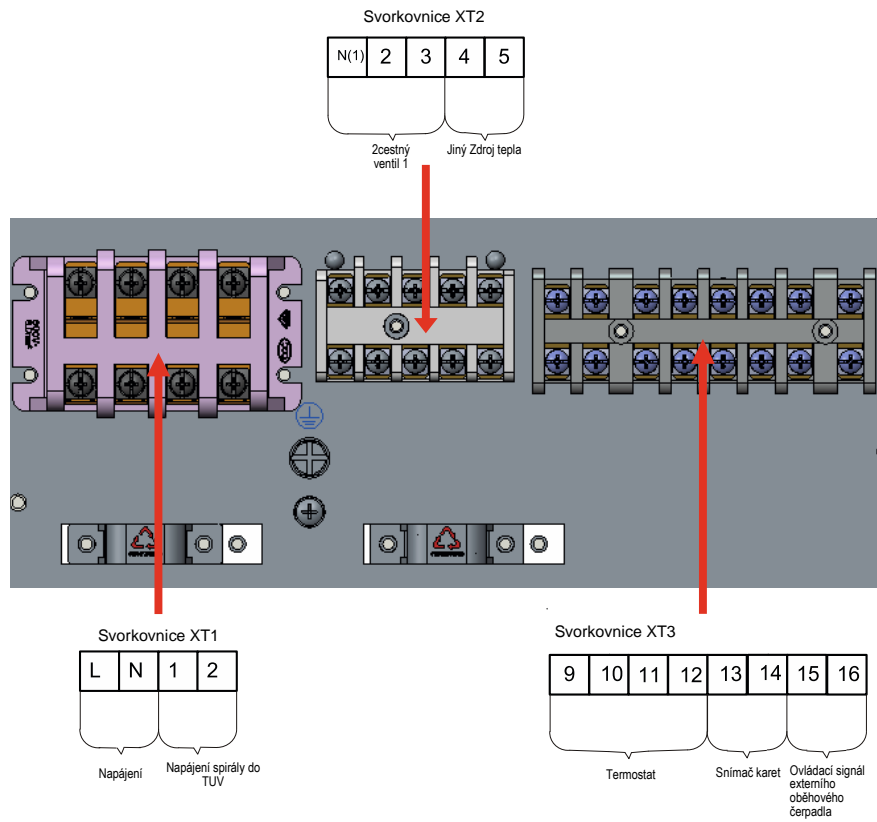 Svorkovnice XT2
N(1) 2 3 4 5
2cestný
ventil 1
Jiný Zdroj tepla
Svorkovnice XT1
L N 1 2
Napájení
Napájení spirály do
TUV
Svorkovnice XT3
9 10 11 12 13 14 15 16
Termostat
Snímač karet
Ovládací signál
externího
oběhového
čerpadla